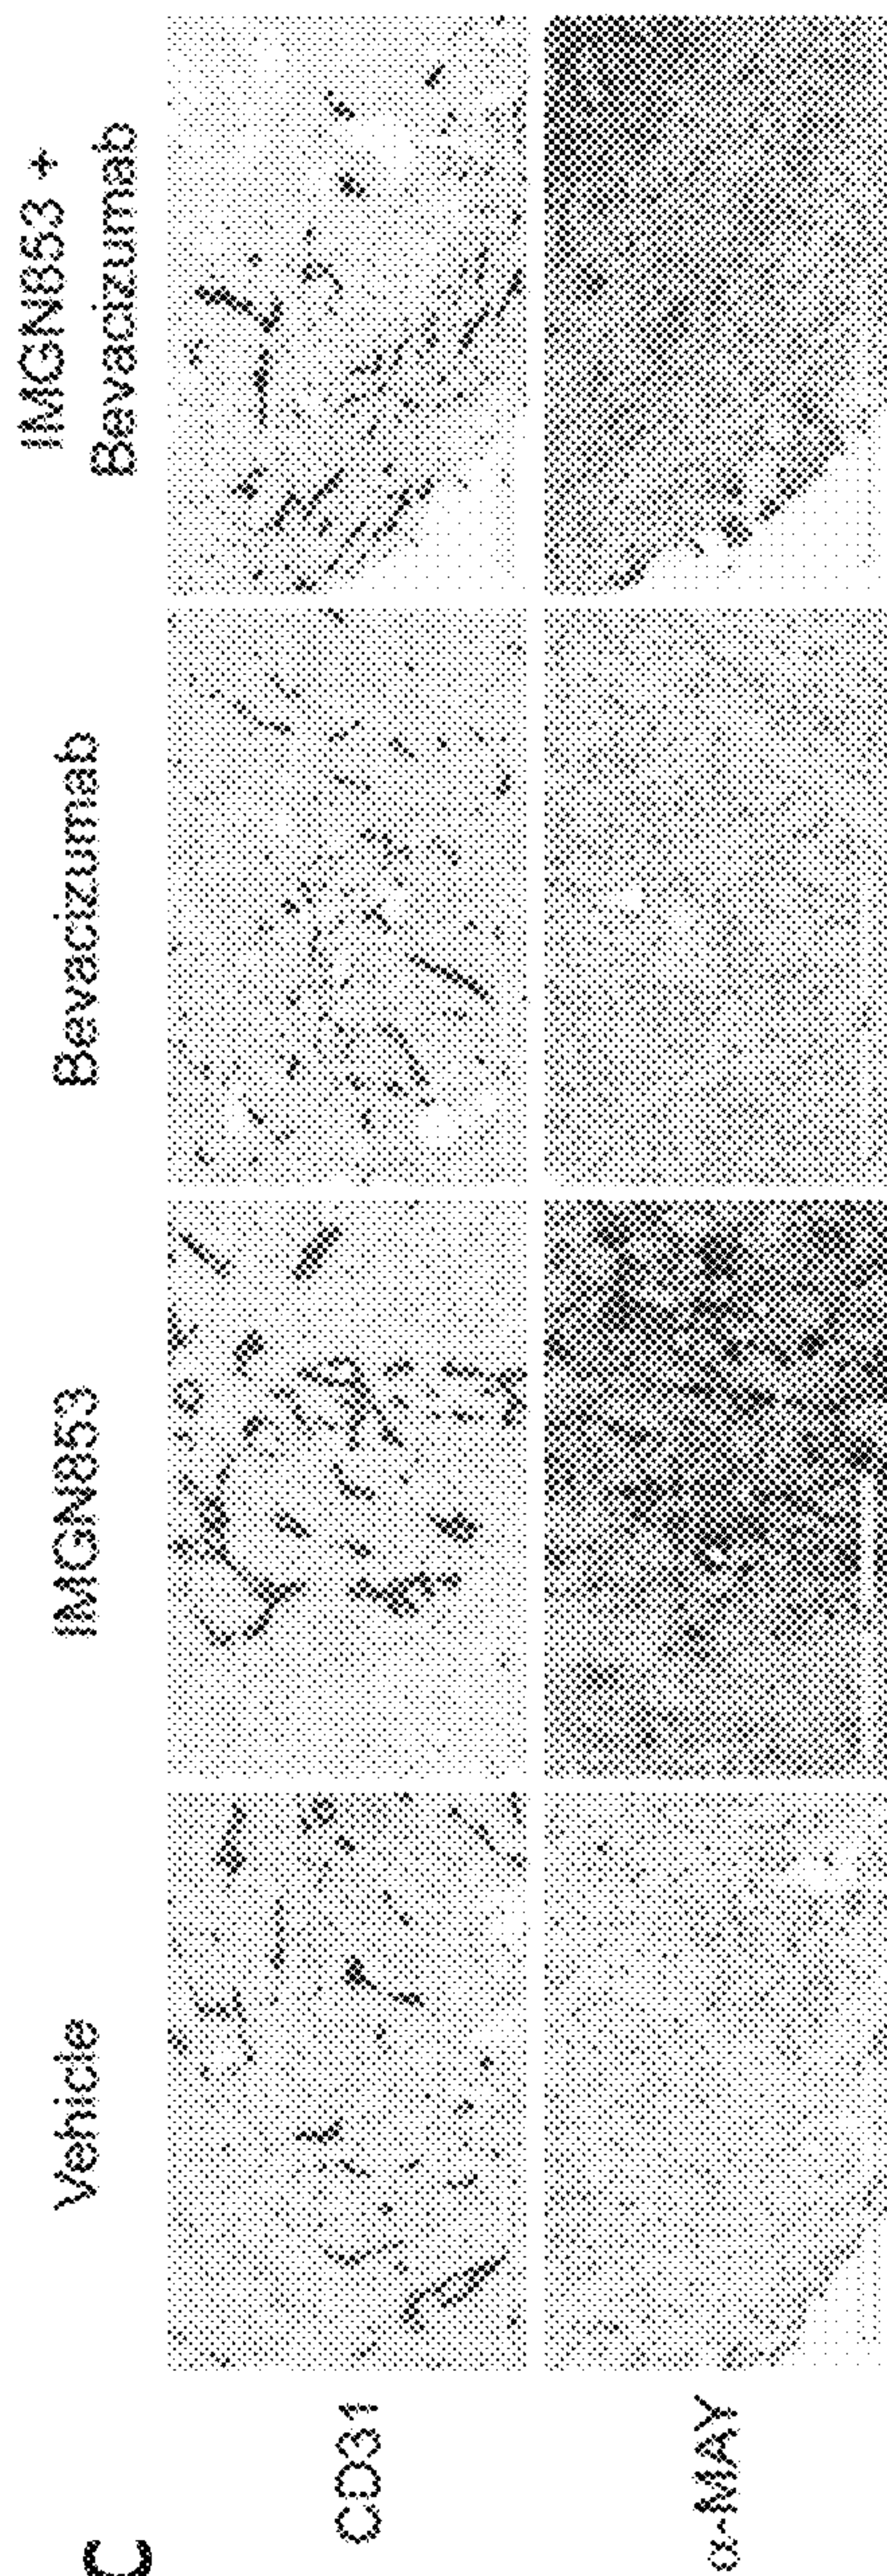 C
Vehicle
IMGN853
Bevacizumab
IMGN853 +
Bevacizumab
CD31
α-MAY